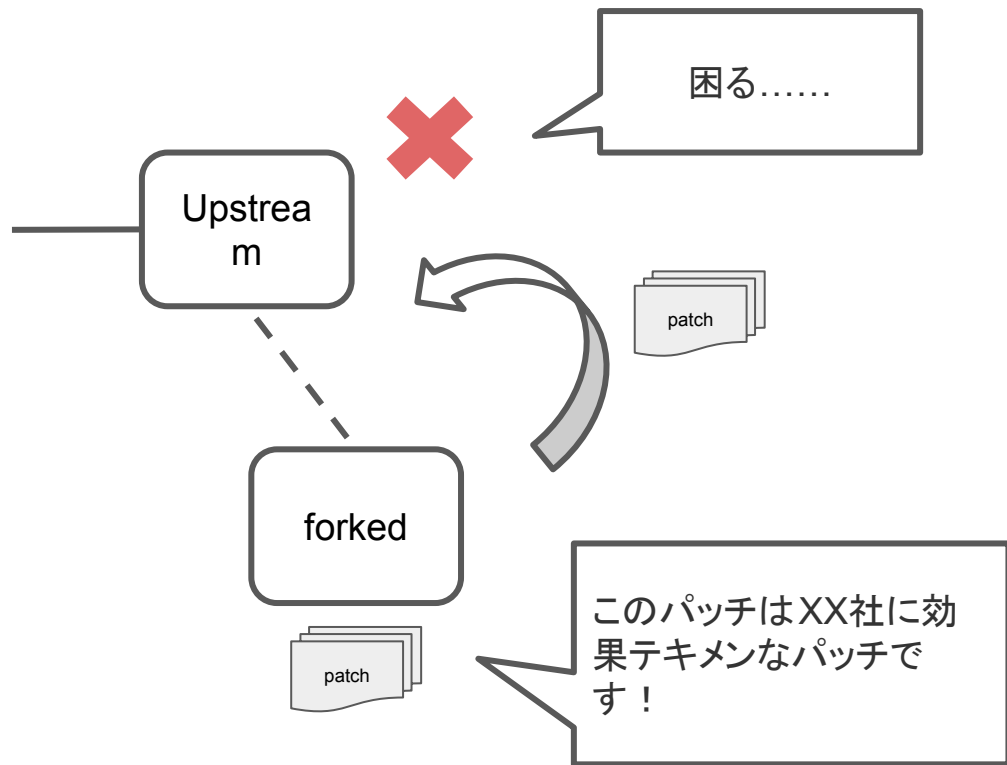 困る……
Upstrea
m
patch
forked
このパッチはXX社に効
果テキメンなパッチで
す！
patch